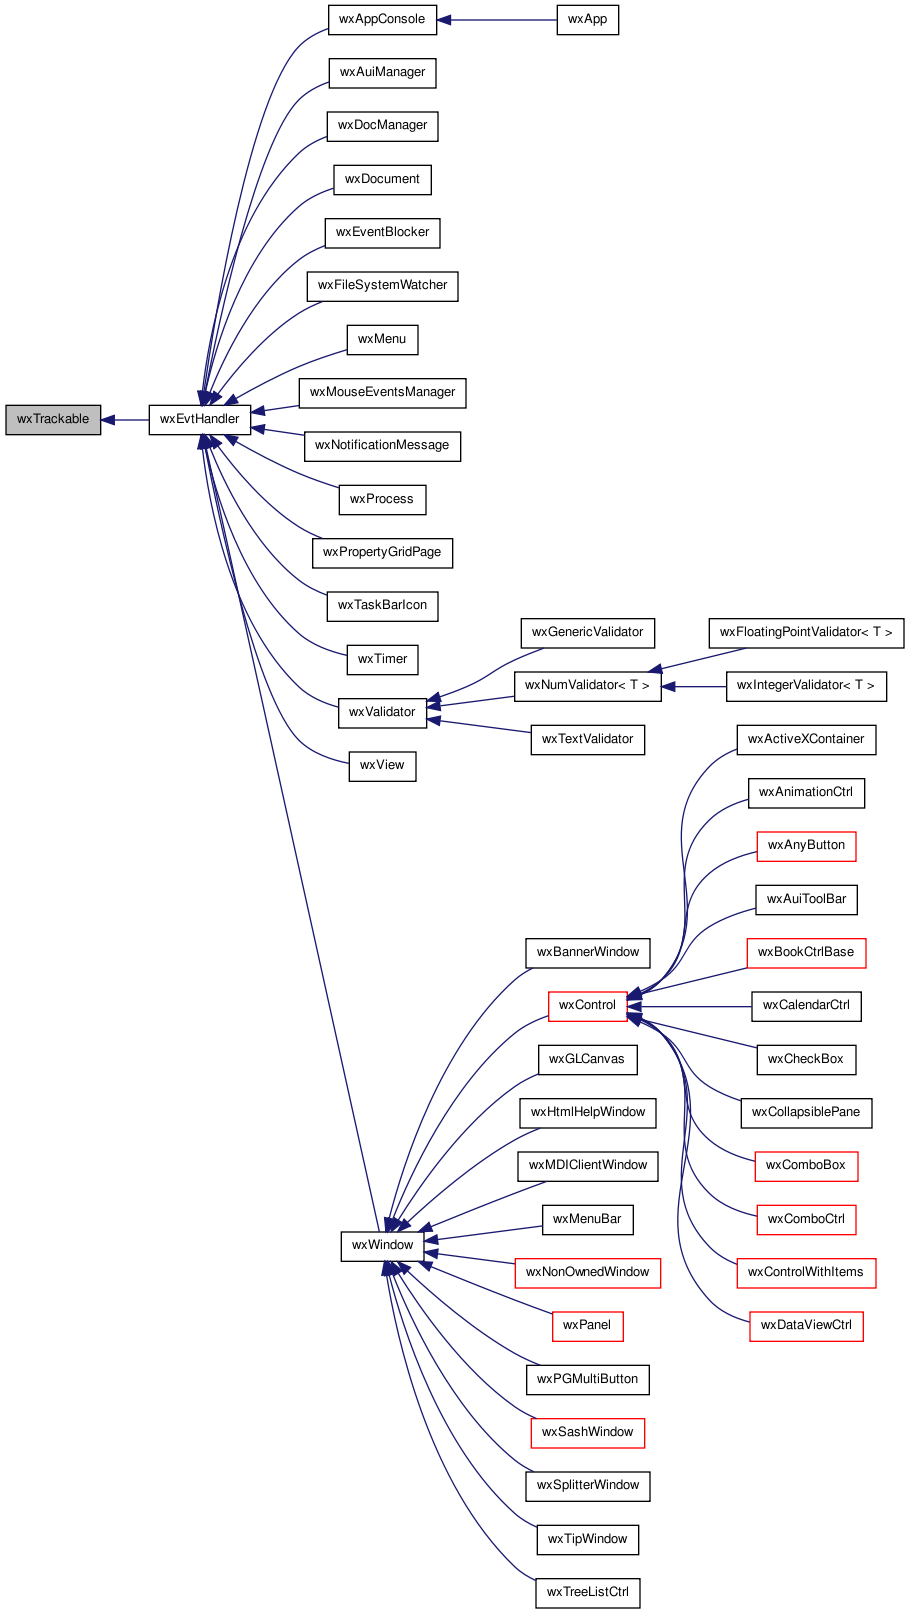 wxAppConsole
wxApp
wxAuiManager
wxDocManager
wxDocument
wxEventBlocker
wxFileSystemWatcher
wxMenu
wxMouseEventsManager
wxTrackable
wxEvtHandler
wxNotificationMessage
wxProcess
wxPropertyGridPage
wxTaskBarIcon
wxTimer
wxValidator
wxView
wxGenericValidator
wxNumValidator< T >
wxTextValidator
wxFloatingPointValidator< T >
wxIntegerValidator< T >
wxWindow
wxBannerWindow
wxControl
wxGLCanvas
wxHtmlHelpWindow
wxMDIClientWindow
wxMenuBar
wxNonOwnedWindow
wxPanel
wxPGMultiButton
wxSashWindow
wxSplitterWindow
wxTipWindow
wxTreeListCtrl
wxActiveXContainer
wxAnimationCtrl
wxAnyButton
wxAuiToolBar
wxBookCtrlBase
wxCalendarCtrl
wxCheckBox
wxCollapsiblePane
wxComboBox
wxComboCtrl
wxControlWithItems
wxDataViewCtrl